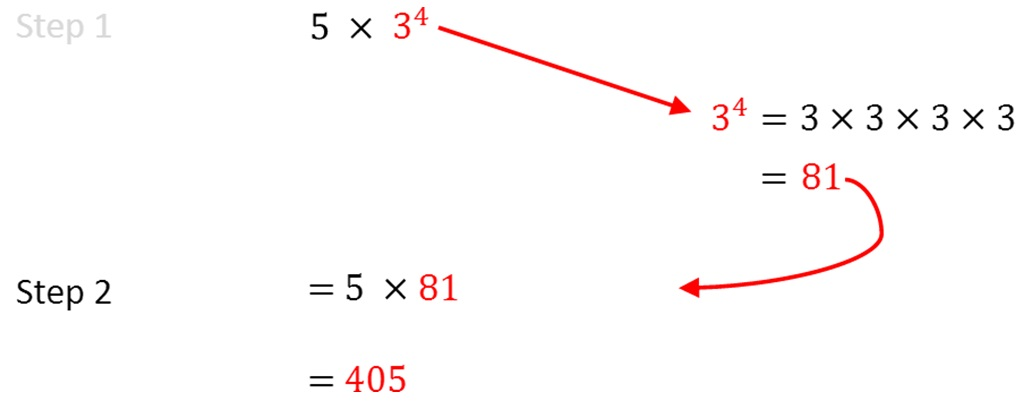 Step 1 5 × 3⁴
3⁴ = 3 × 3 × 3 × 3
= 81
Step 2 = 5 × 81
= 405